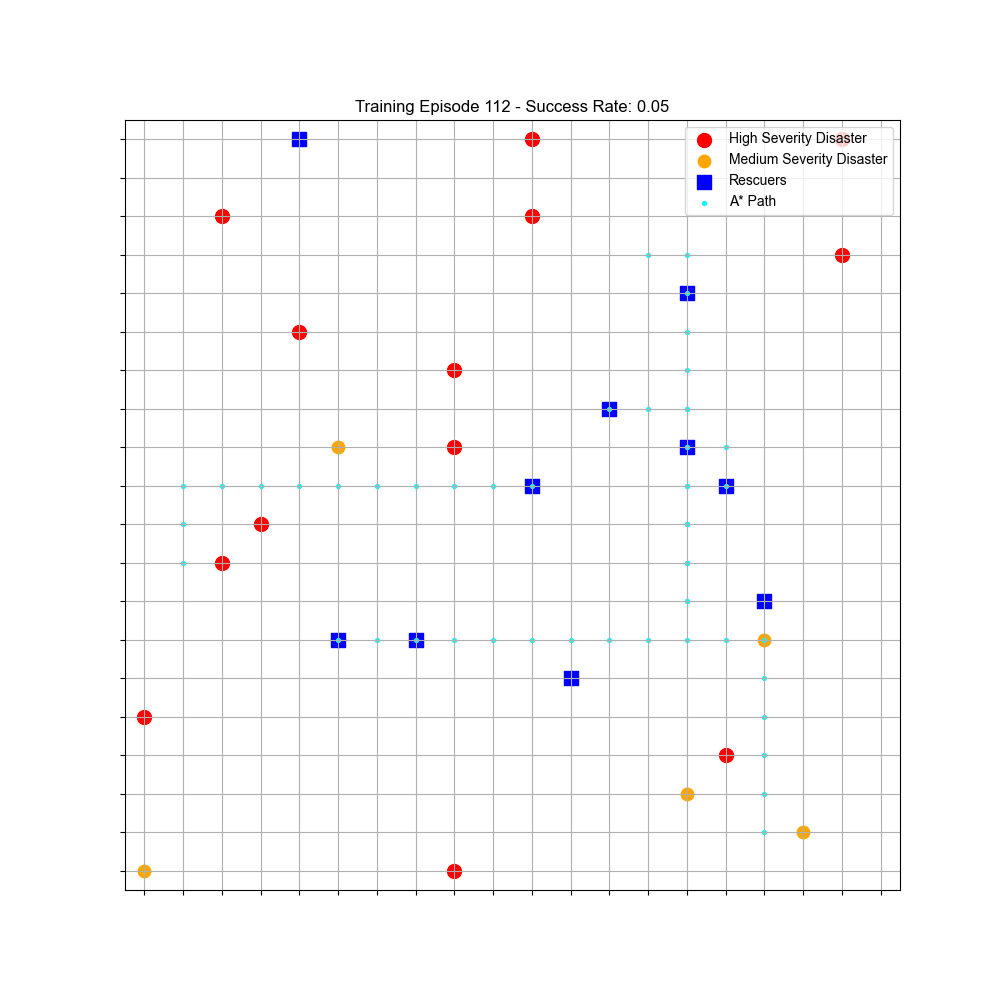 Training Episode 112 - Success Rate: 0.05
High Severity Disaster
Medium Severity Disaster
Rescuers
A* Path